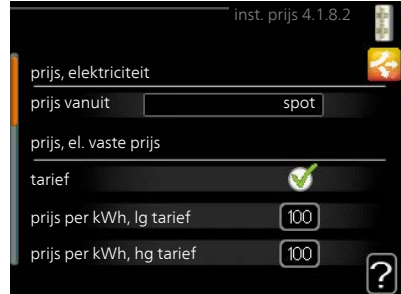 inst. prijs 4.1.8.2
prijs, elektriciteit
prijs vanuit spot
prijs, el. vaste prijs
tarief
prijs per kWh, lg tarief 100
prijs per kWh, hg tarief 100
?